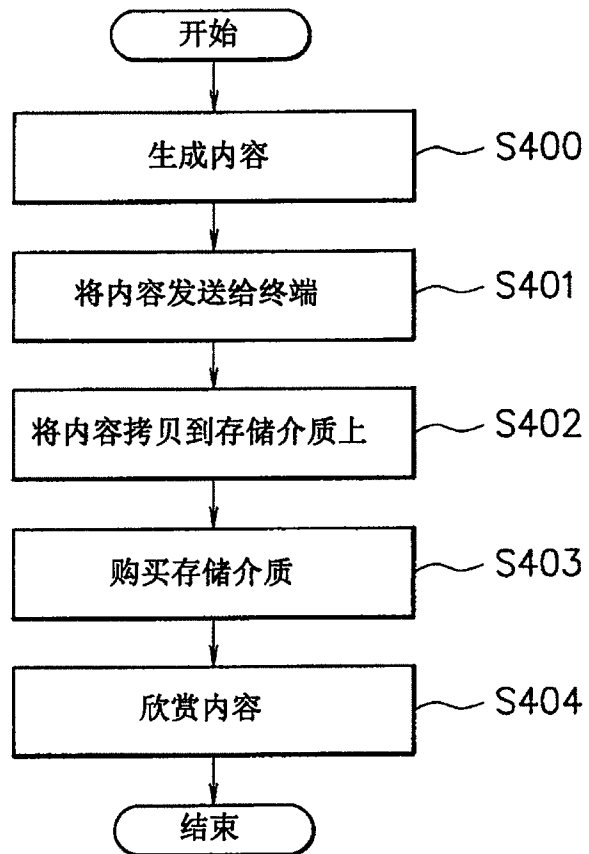 开始
生成内容
S400
将内容发送给终端
S401
将内容拷贝到存储介质上
S402
购买存储介质
S403
欣赏内容
S404
结束